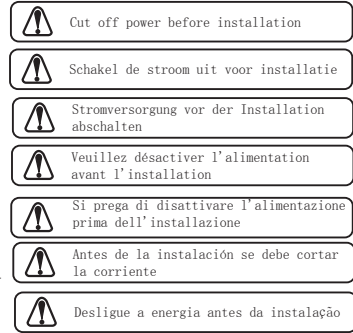 Cut off power before installation
Schakel de stroom uit voor installatie
Stromversorgung vor der Installation
abschalten
Veuillez désactiver l'alimentation
avant l'installation
Si prega di disattivare l'alimentazione
prima dell'installazione
Antes de la instalación se debe cortar
la corriente
Desligue a energia antes da instalação